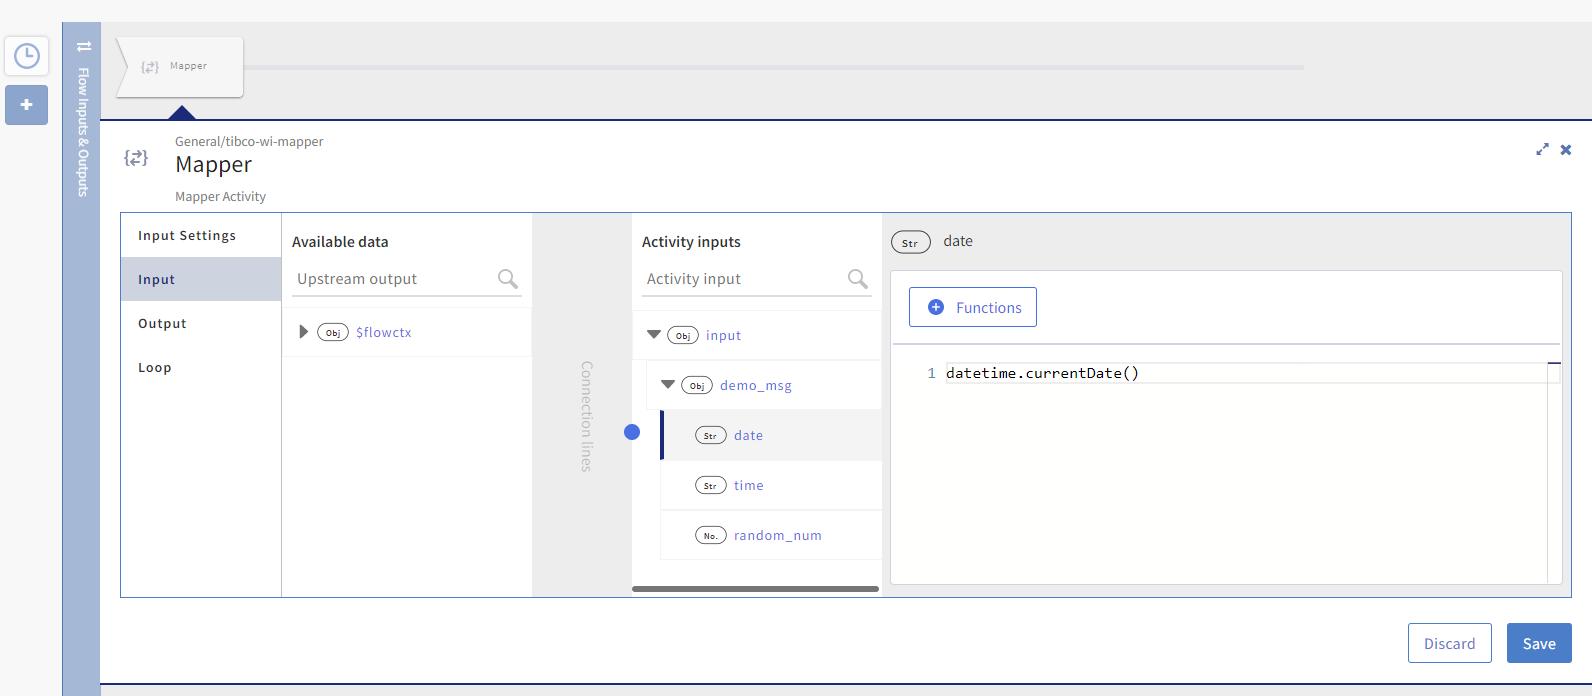 Flow Inputs & Outputs
Mapper
General/tibco-wi-mapper
Mapper
Mapper Activity
Input Settings
Input
Output
Loop
Available data
Upstream output
Obj $flowctx
Connection lines
Activity inputs
Activity input
Obj input
Obj demo_msg
Str date
Str time
No. random_num
Str date
Functions
1 datetime.currentDate()
Discard
Save